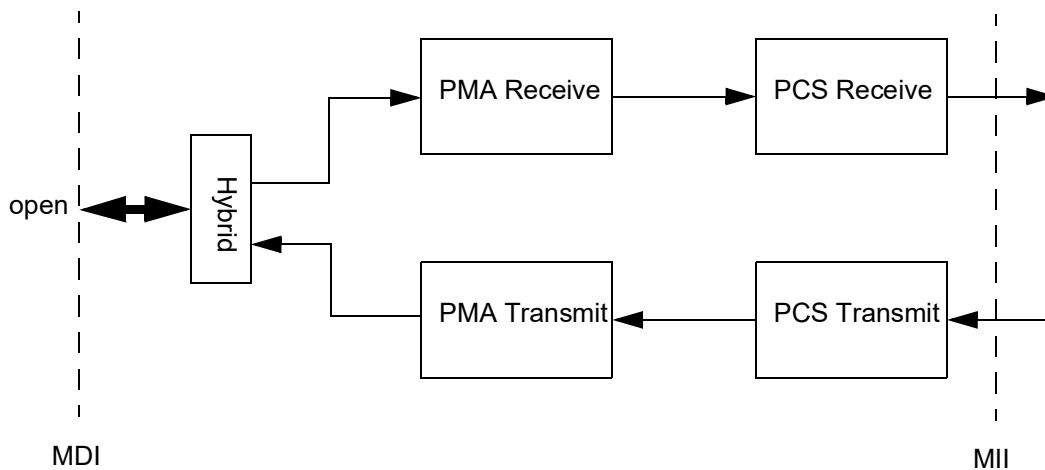 PMA Receive
PCS Receive
open
Hybrid
PMA Transmit
PCS Transmit
MDI
MII